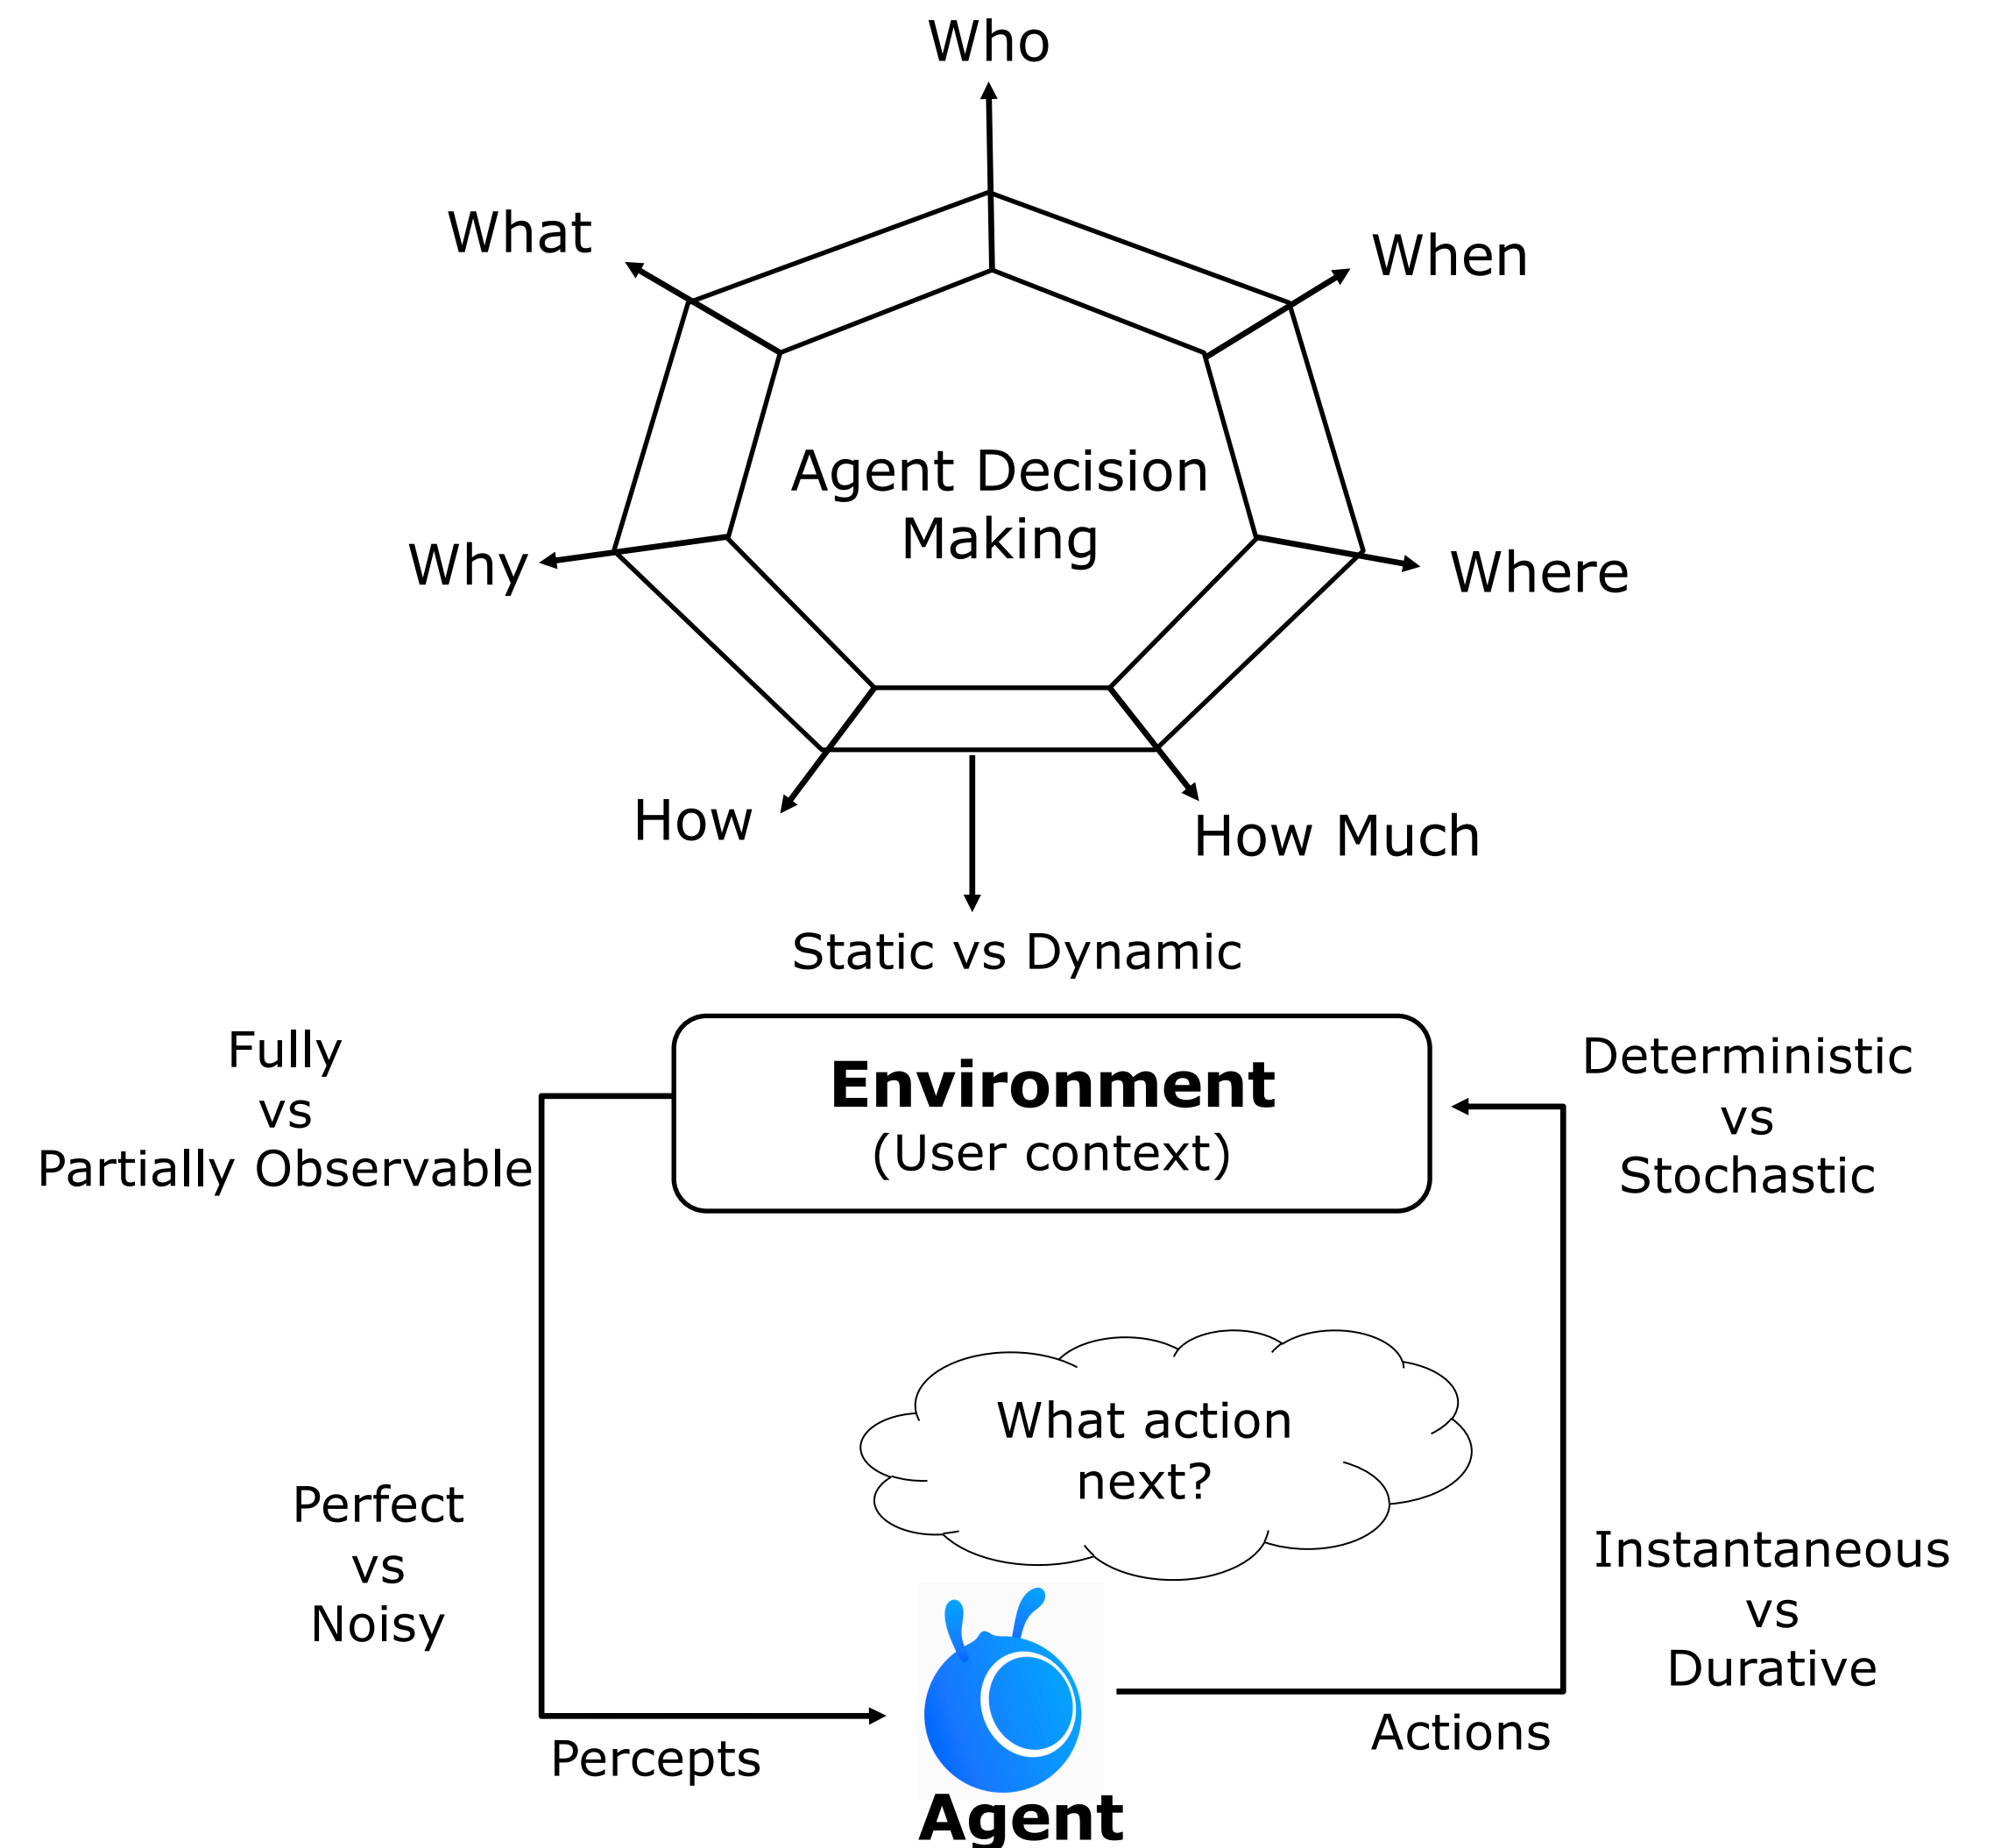 Who
What
When
Agent Decision
Making
Why
Where
How
How Much
Static vs Dynamic
Fully
vs
Partially Observable
Environment
(User context)
Deterministic
vs
Stochastic
What action
next?
Perfect
vs
Noisy
Instantaneous
vs
Durative
Percepts
Actions
Agent